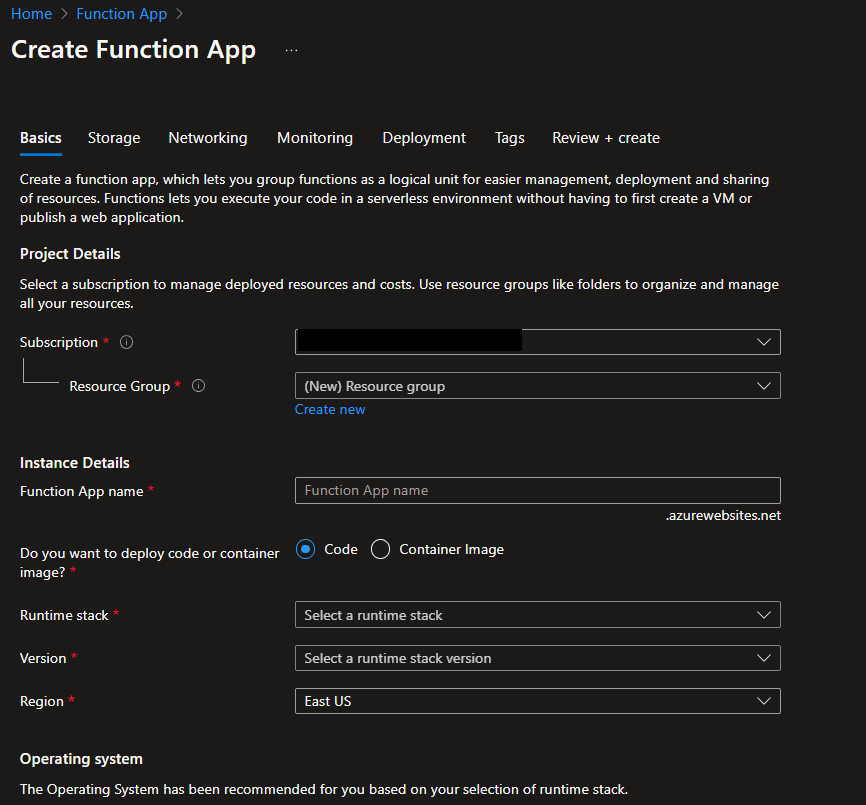 Home > Function App >
Create Function App ...
Basics Storage Networking Monitoring Deployment Tags Review + create
Create a function app, which lets you group functions as a logical unit for easier management, deployment and sharing
of resources. Functions lets you execute your code in a serverless environment without having to first create a VM or
publish a web application.
Project Details
Select a subscription to manage deployed resources and costs. Use resource groups like folders to organize and manage
all your resources.
Subscription *
Resource Group * (New) Resource group
Create new
Instance Details
Function App name * Function App name
.azurewebsites.net
Do you want to deploy code or container
image? * Code Container Image
Runtime stack * Select a runtime stack
Version * Select a runtime stack version
Region * East US
Operating system
The Operating System has been recommended for you based on your selection of runtime stack.